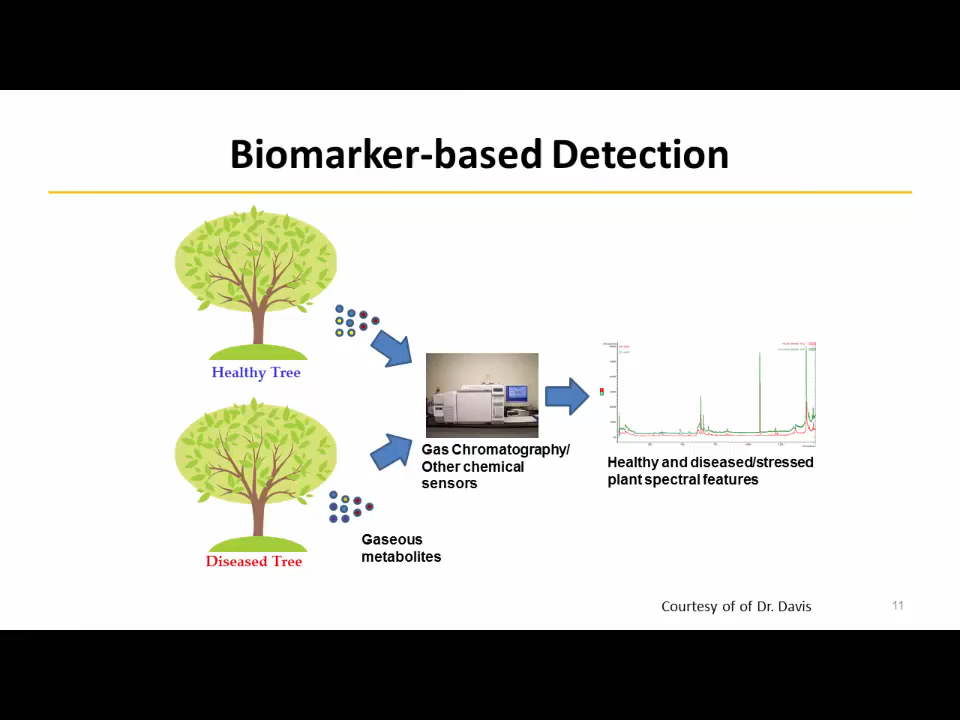 Biomarker-based Detection
Healthy Tree
Gas Chromatography/
Other chemical
sensors
Healthy and diseased/stressed
plant spectral features
Gaseous
metabolites
Diseased Tree
Courtesy of of Dr. Davis
11